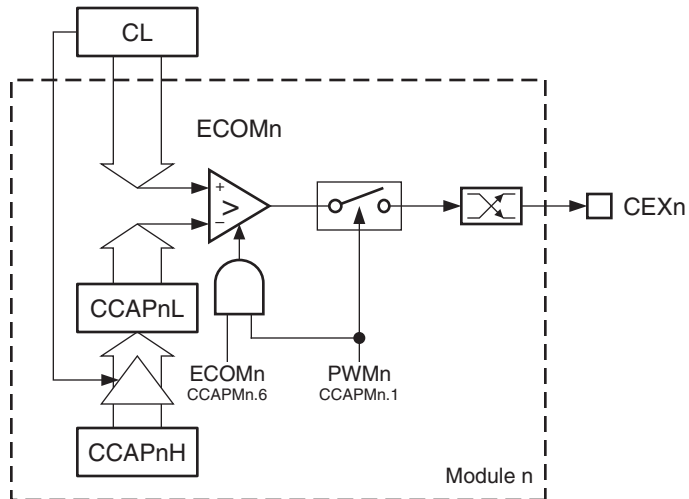 CL
ECOMn
+
>
–
CEXn
CCAPnL
ECOMn
CCAPMn.6
PWMn
CCAPMn.1
CCAPnH
Module n